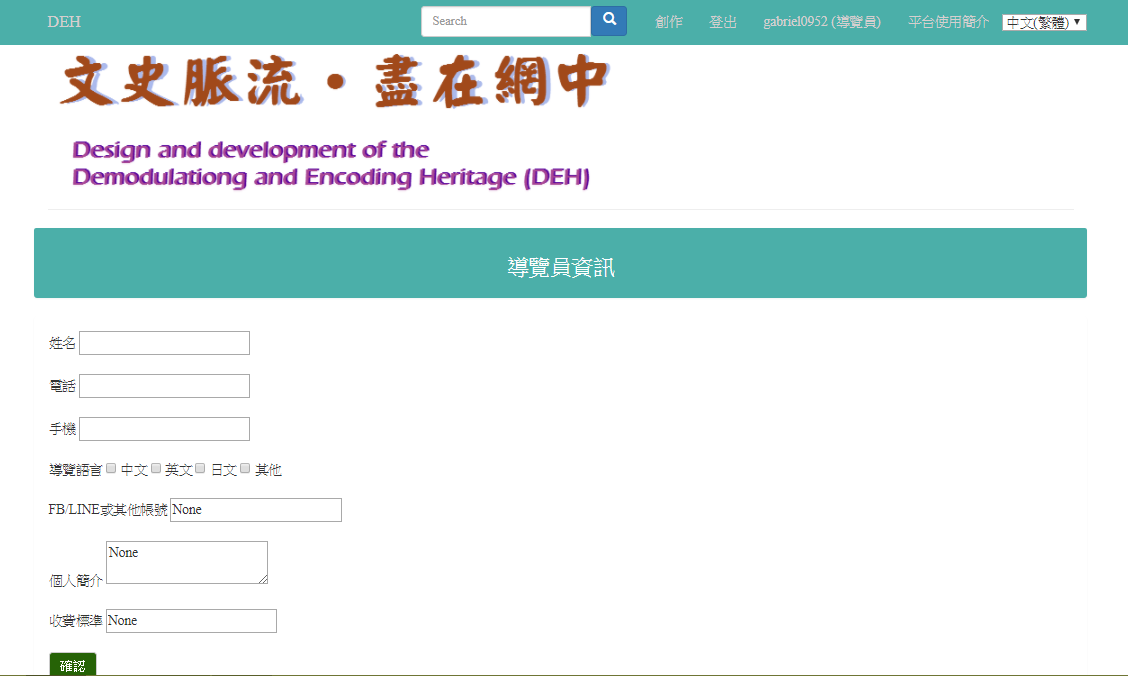 DEH Search 創作 登出 gabriel0952 (導覽員) 平台使用簡介 中文(繁體)
文史脈流・盡在網中
Design and development of the
Demodulationg and Encoding Heritage (DEH)
導覽員資訊
姓名
電話
手機
導覽語言 中文 英文 日文 其他
FB/LINE或其他帳號 None
個人簡介 None
收費標準 None
確認